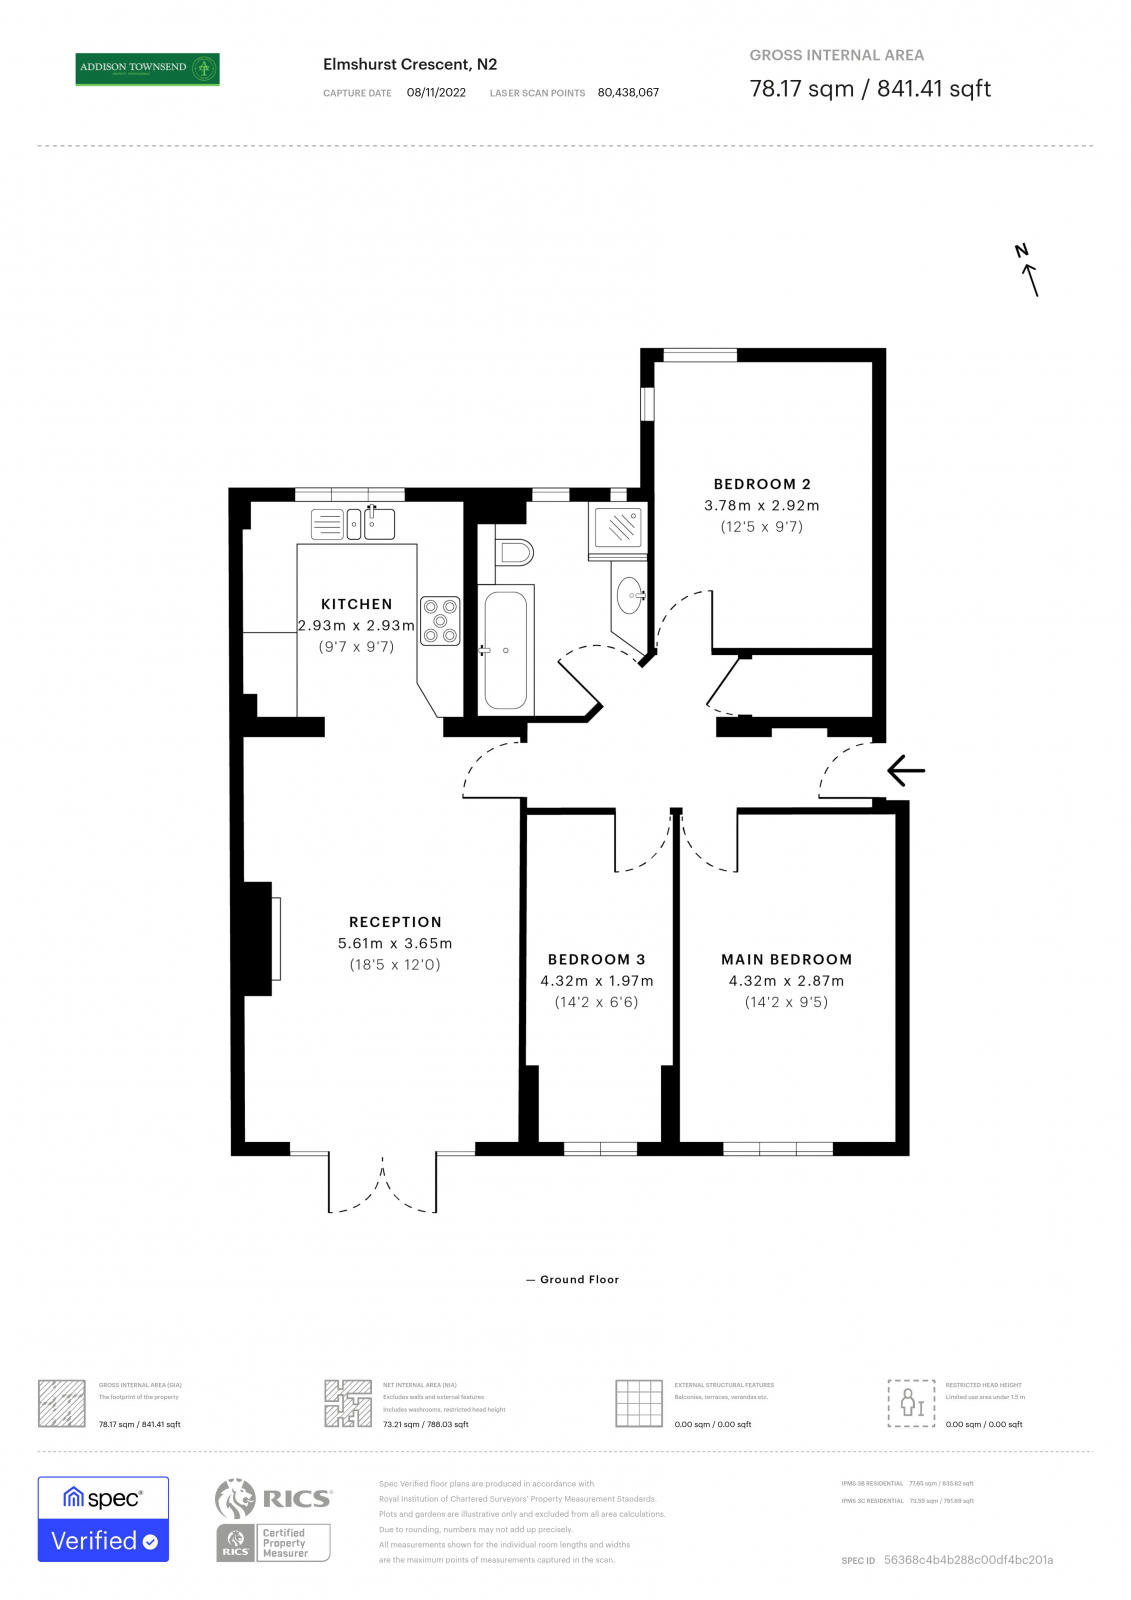 ADDISON TOWNSEND
Elmshurst Crescent, N2
CAPTURE DATE 08/11/2022 LASER SCAN POINTS 80,438,067
GROSS INTERNAL AREA
78.17 sqm / 841.41 sqft
N
BEDROOM 2
3.78m x 2.92m
(12'5 x 9'7)
KITCHEN
2.93m x 2.93m
(9'7 x 9'7)
RECEPTION
5.61m x 3.65m
(18'5 x 12'0)
BEDROOM 3
4.32m x 1.97m
(14'2 x 6'6)
MAIN BEDROOM
4.32m x 2.87m
(14'2 x 9'5)
— Ground Floor
GROSS INTERNAL AREA (GIA)
The footprint of the property
78.17 sqm / 841.41 sqft
NET INTERNAL AREA (NIA)
Excludes walls and external features
Includes washrooms, restricted head height
73.21 sqm / 788.03 sqft
EXTERNAL STRUCTURAL FEATURES
Balconies, terraces, verandas etc.
0.00 sqm / 0.00 sqft
RESTRICTED HEAD HEIGHT
Limited use area under 1.5 m
0.00 sqm / 0.00 sqft
spec®
Verified
RICS®
RICS
Certified
Property
Measurer
Spec Verified floor plans are produced in accordance with
Royal Institution of Chartered Surveyors' Property Measurement Standards.
Plots and gardens are illustrative only and excluded from all area calculations.
Due to rounding, numbers may not add up precisely.
All measurements shown for the individual room lengths and widths
are the maximum points of measurements captured in the scan.
IPMS 3B RESIDENTIAL 77.65 sqm / 835.82 sqft
IPMS 3C RESIDENTIAL 73.55 sqm / 791.69 sqft
SPEC ID 56368c4b4b288c00df4bc201a